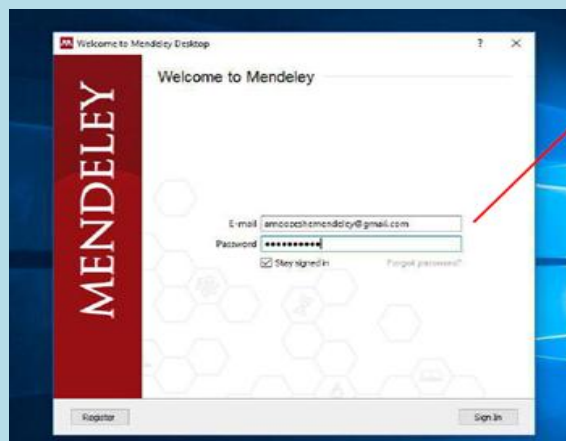 Welcome to Mendeley Desktop
?
Welcome to Mendeley
MENDELEY
E-mail amoozeshemendeley@gmail.com
Password ••••••••••
Stay signed in Forgot password?
Register Sign In